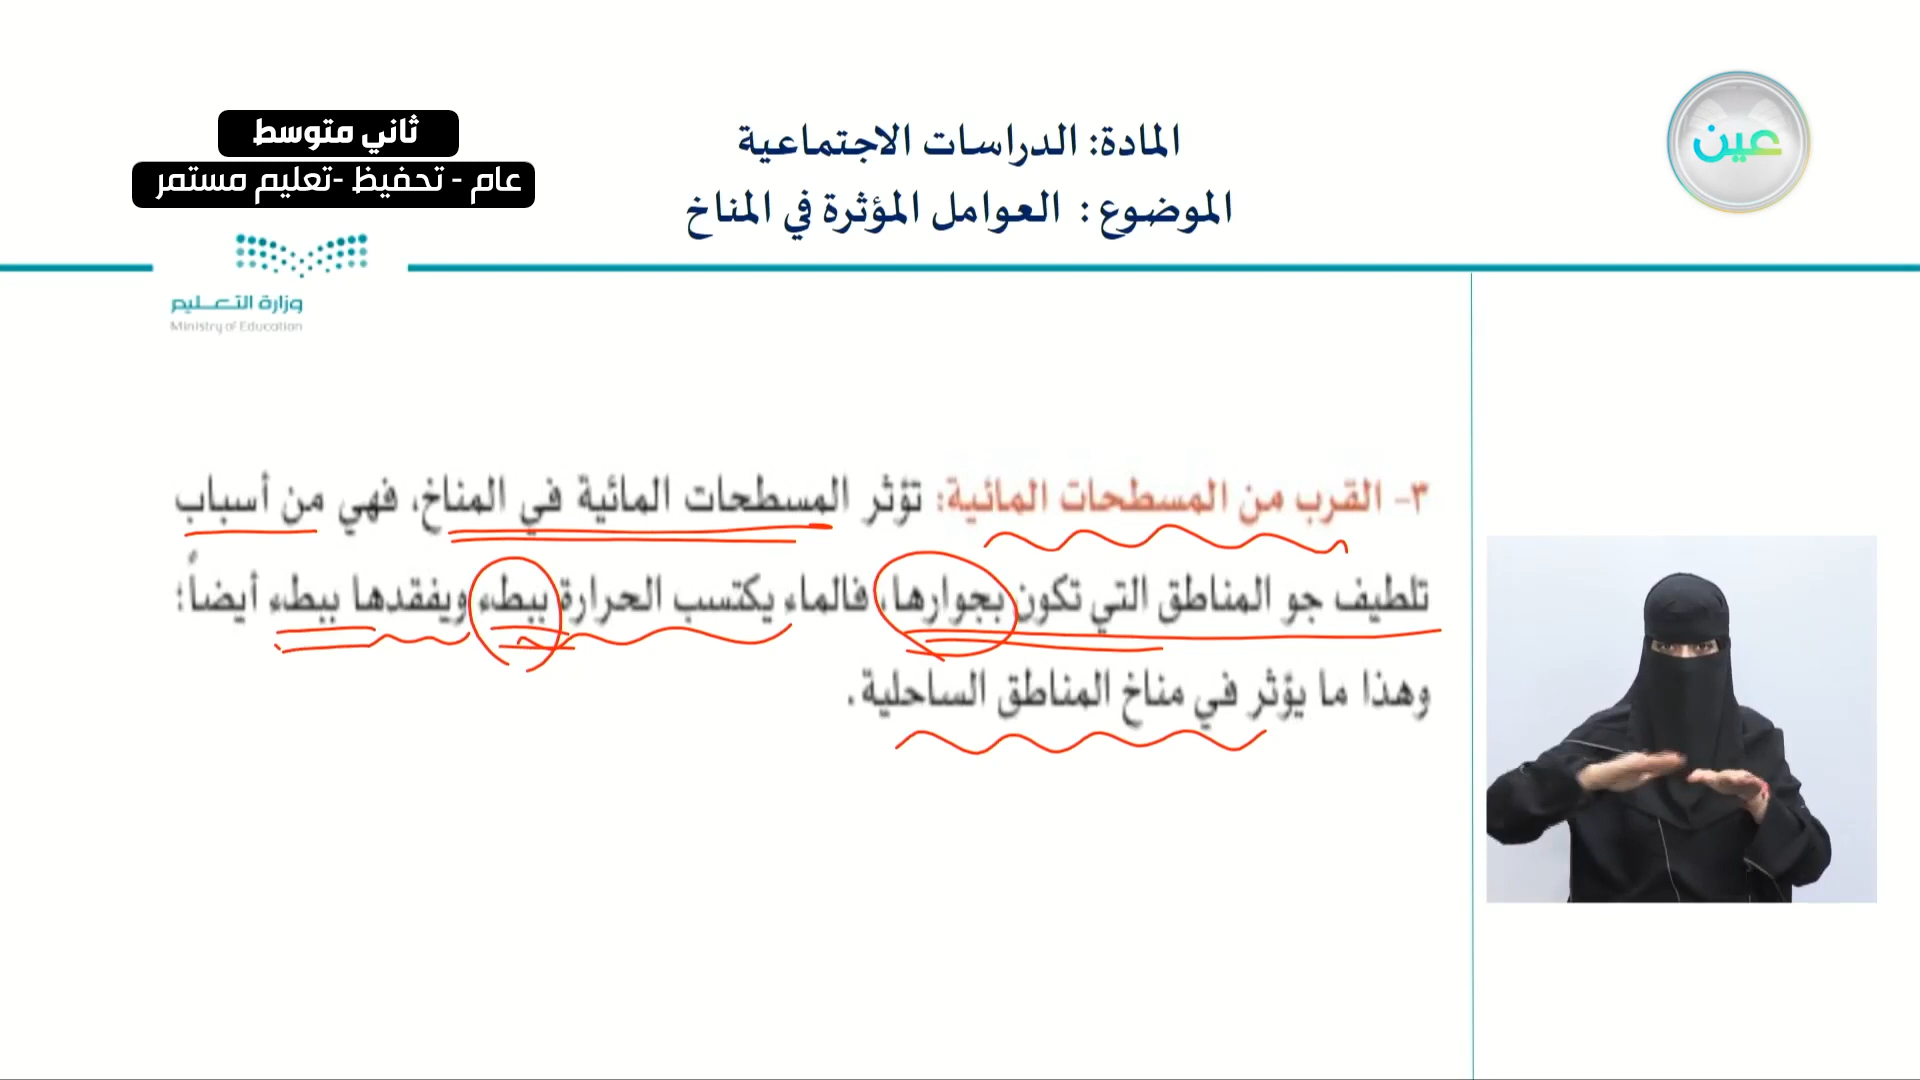 عين
المادة: الدراسات الاجتماعية
الموضوع : العوامل المؤثرة في المناخ
ثاني متوسط
عام - تحفيظ -تعليم مستمر
وزارة التعليم
Ministry of Education
٣- القرب من المسطحات المائية: تؤثر المسطحات المائية في المناخ، فهي من أسباب
تلطيف جو المناطق التي تكون بجوارها، فالماء يكتسب الحرارة ببطء ويفقدها ببطء أيضاً؛
وهذا ما يؤثر في مناخ المناطق الساحلية.